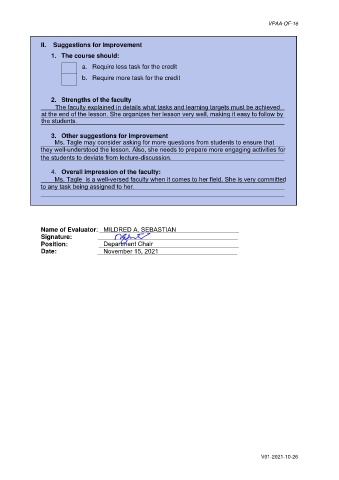 VPAA-QF-16
II. Suggestions for Improvement
1. The course should:
a. Require less task for the credit
b. Require more task for the credit
2. Strengths of the faculty
The faculty explained in details what tasks and learning targets must be achieved
at the end of the lesson. She organizes her lesson very well, making it easy to follow by
the students.
3. Other suggestions for improvement
Ms. Tagle may consider asking for more questions from students to ensure that
they well-understood the lesson. Also, she needs to prepare more engaging activities for
the students to deviate from lecture-discussion.
4. Overall impression of the faculty:
Ms. Tagle is a well-versed faculty when it comes to her field. She is very committed
to any task being assigned to her.
Name of Evaluator: MILDRED A. SEBASTIAN
Signature:
Position: Department Chair
Date: November 15, 2021
V01-2021-10-26